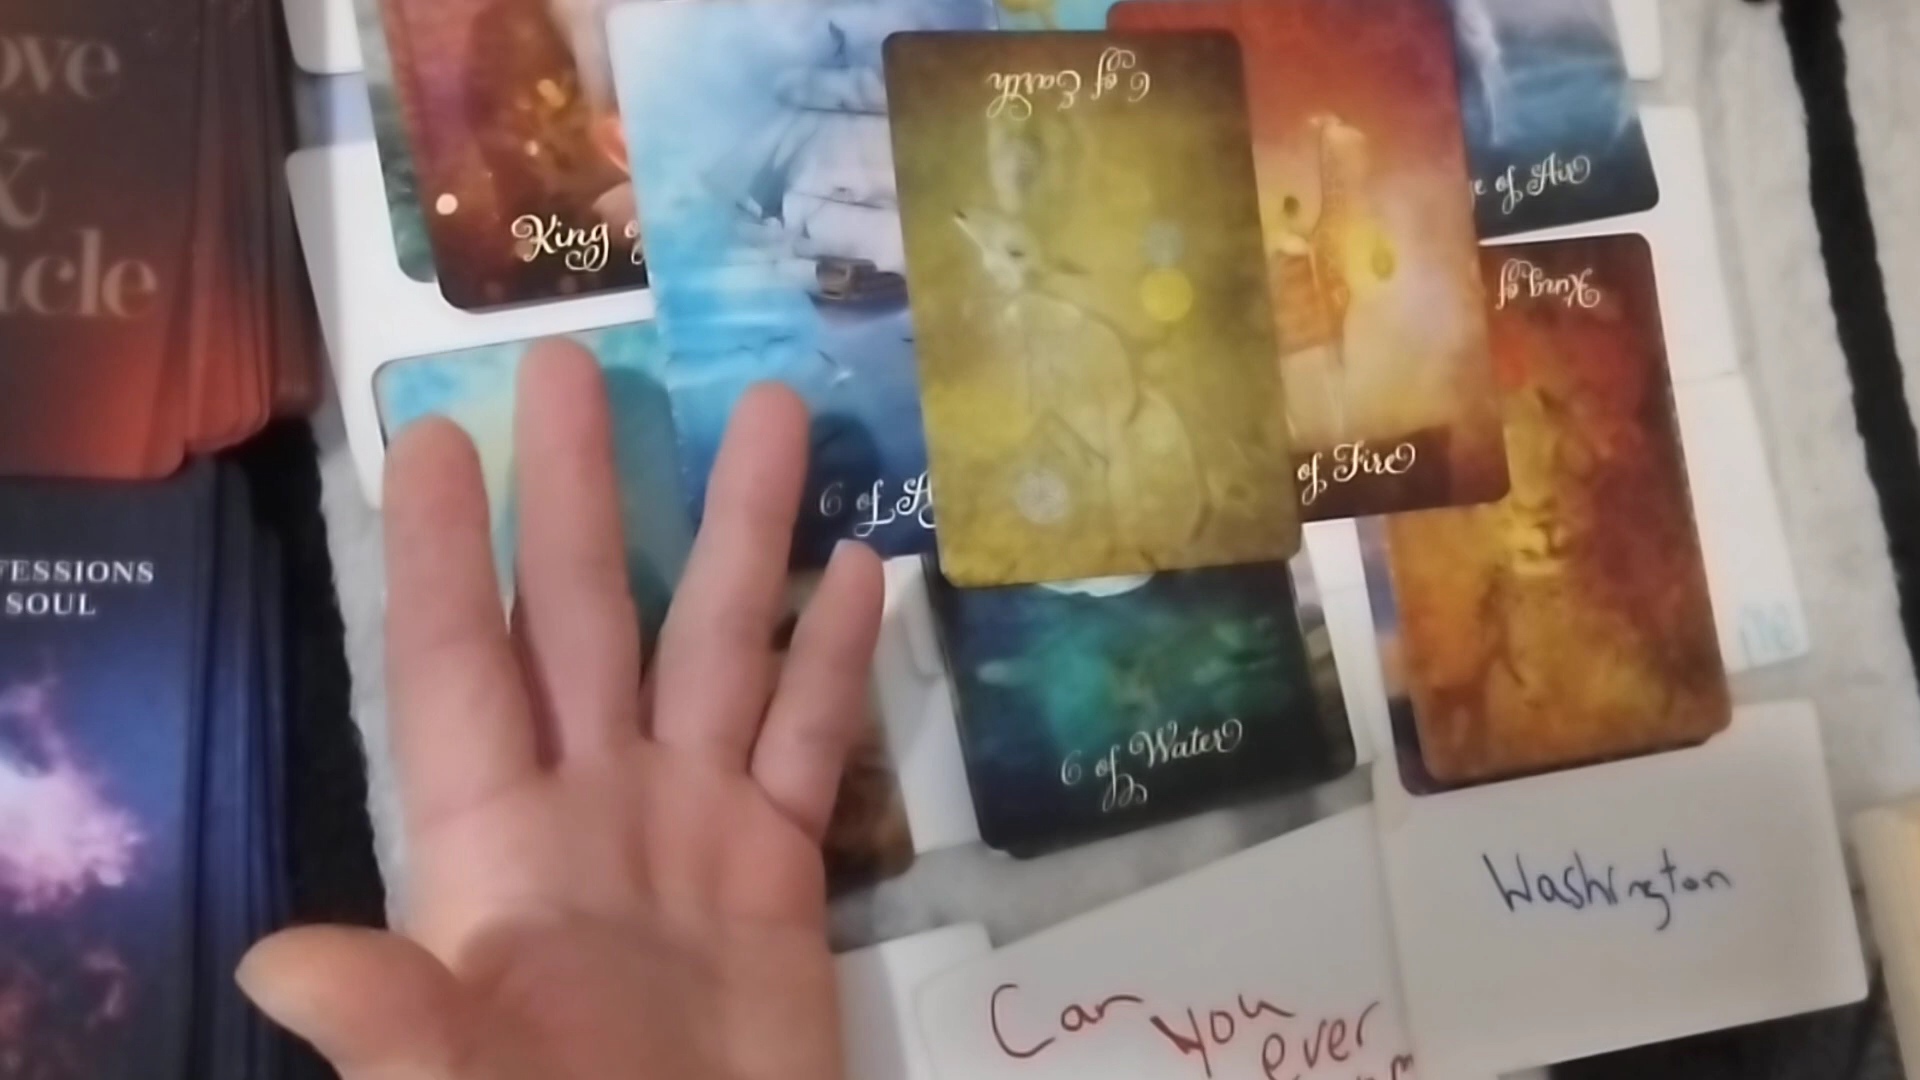 ove
&
acle
FESSIONS
SOUL
King o
6 of A
6 of Earth
of Fire
e of Air
King of
6 of Water
Washington
Can you
ever